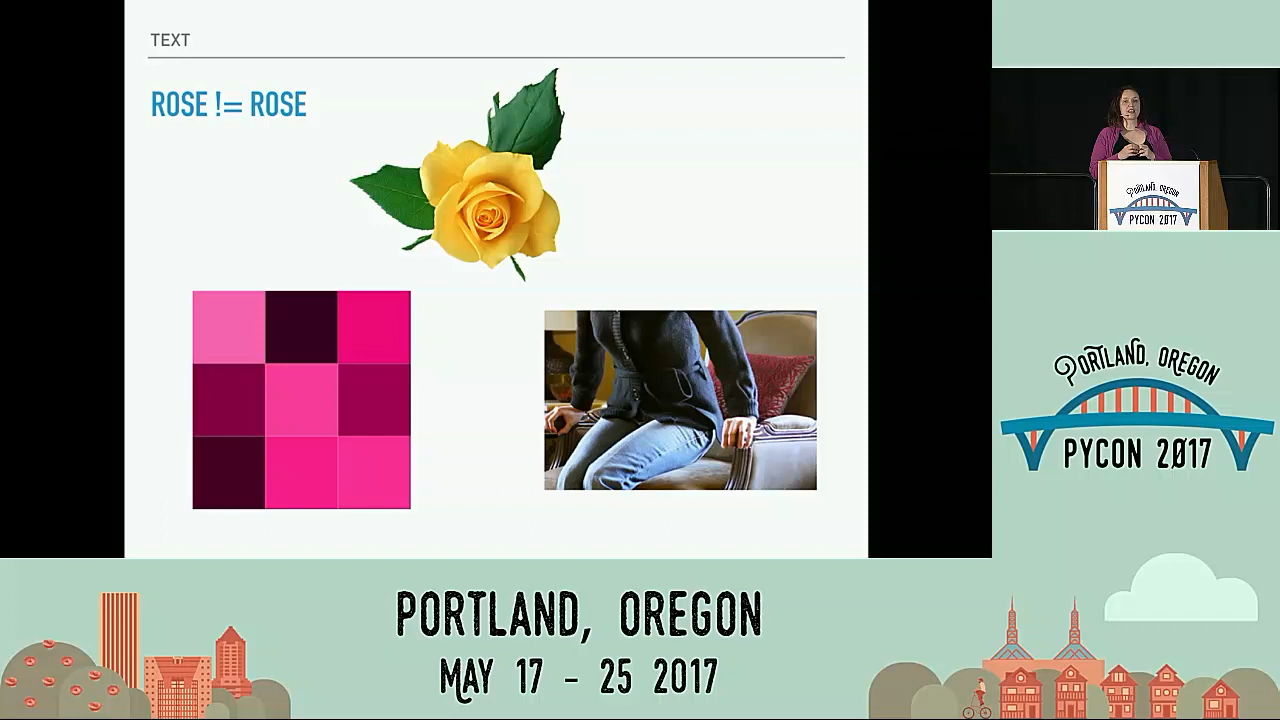 TEXT
ROSE != ROSE
PORTLAND, OREGON
PYCON 2017
PORTLAND, OREGON
PYCON 2017
PORTLAND, OREGON
MAY 17 - 25 2017